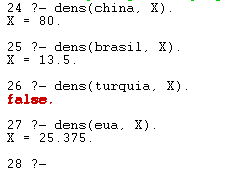 24 ?- dens(china, X).
X = 80.
25 ?- dens(brasil, X).
X = 13.5.
26 ?- dens(turquia, X).
false.
27 ?- dens(eua, X).
X = 25.375.
28 ?-